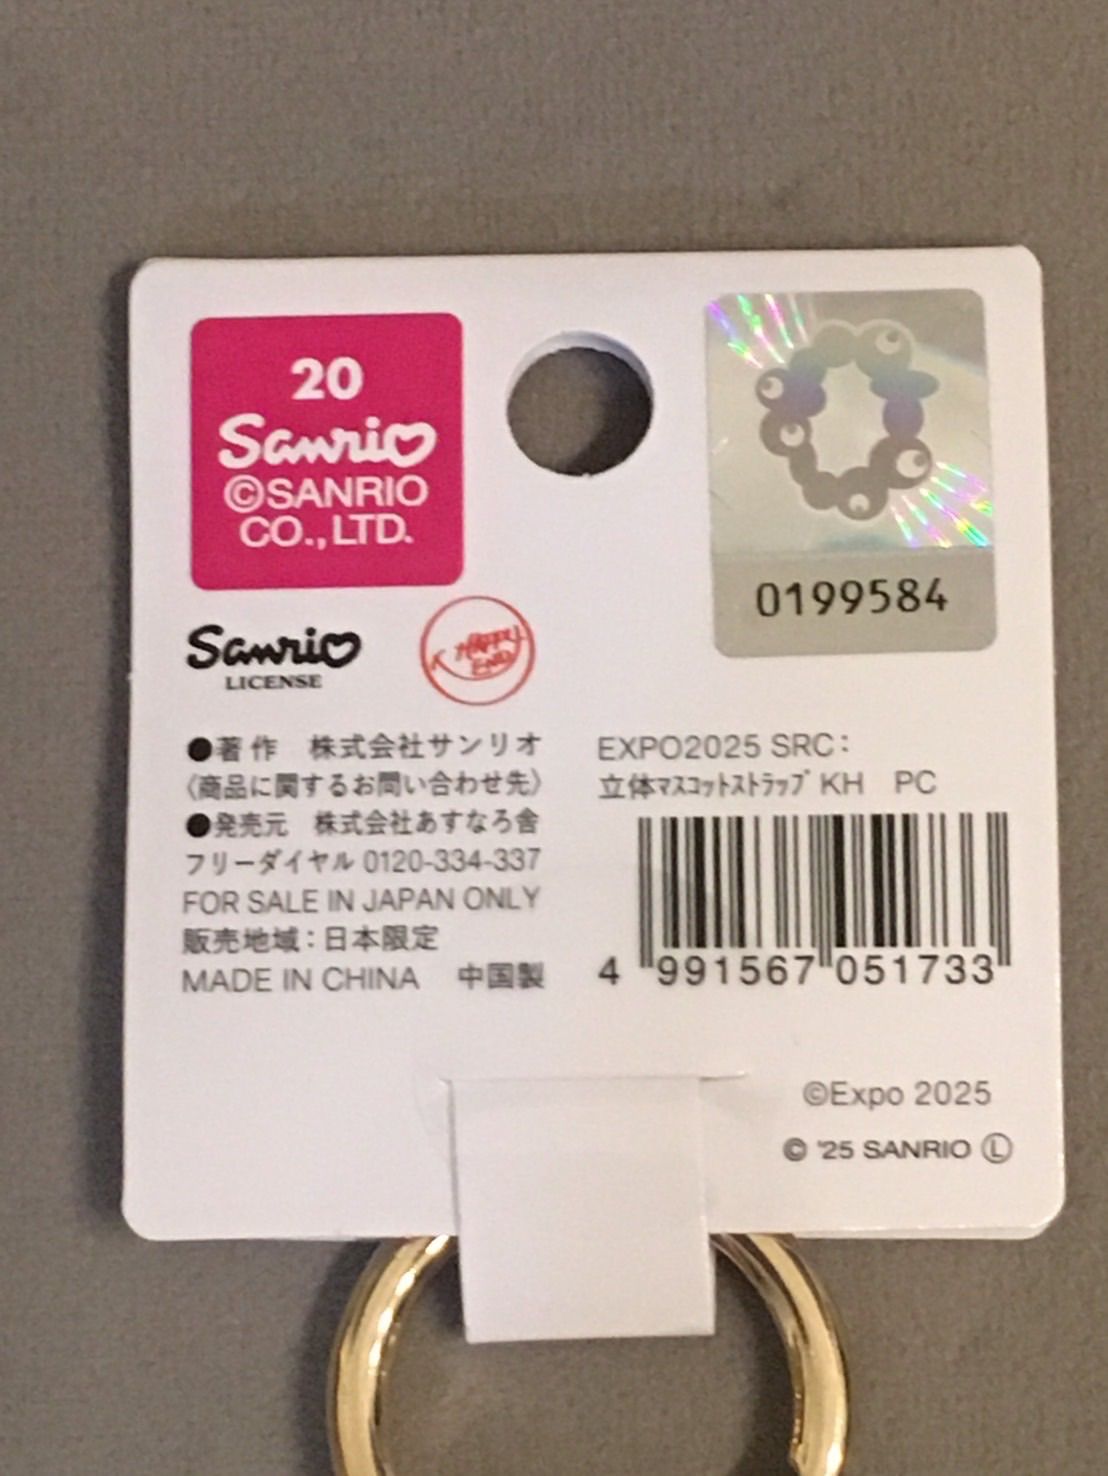 20
Sanrio
©SANRIO
CO.,LTD.
0199584
Sanrio
LICENSE
HAPPY
END
●著作 株式会社サンリオ
〈商品に関するお問い合わせ先〉
●発売元 株式会社あすなろ舎
フリーダイヤル 0120-334-337
FOR SALE IN JAPAN ONLY
販売地域：日本限定
MADE IN CHINA 中国製
EXPO2025 SRC：
立体ﾏｽｺｯﾄｽﾄﾗｯﾌﾟ KH PC
4 991567 051733
©Expo 2025
© '25 SANRIO Ⓛ